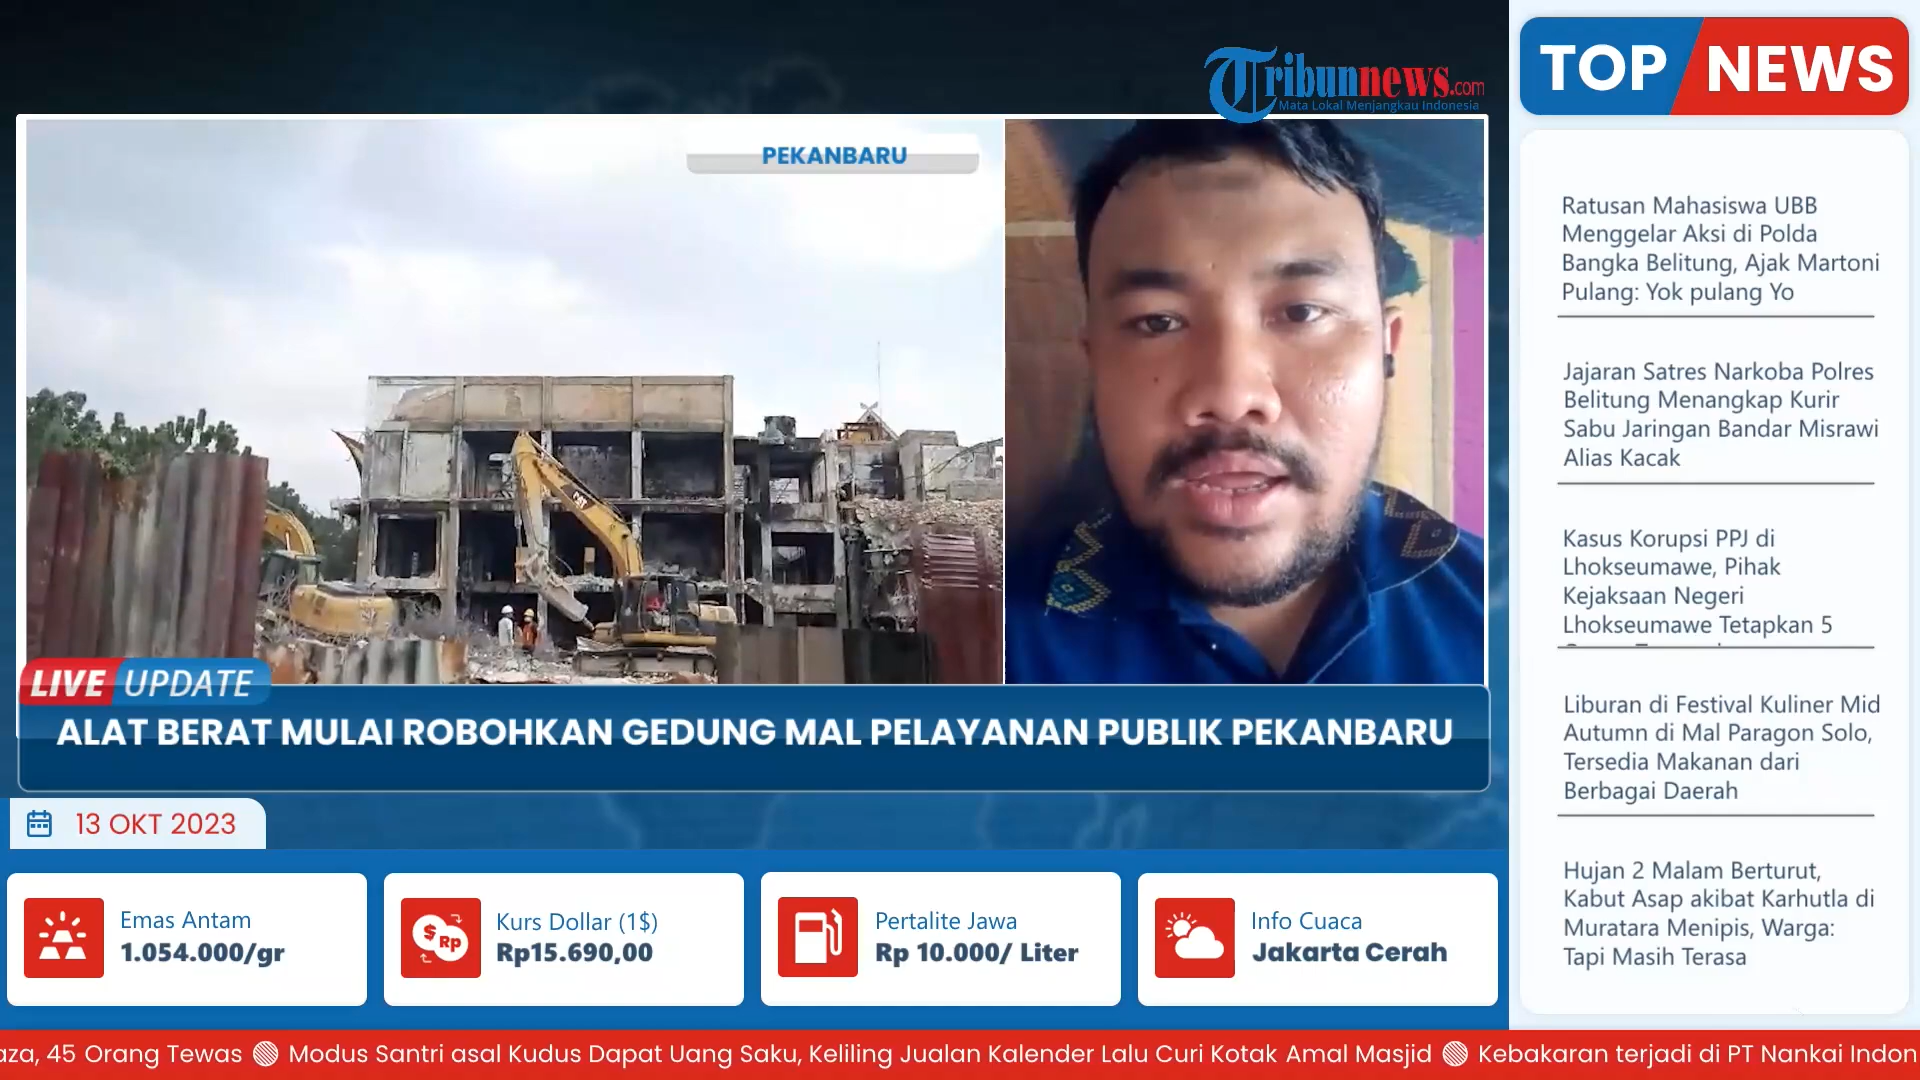 Tribunnews.com
Mata Lokal Menjangkau Indonesia
TOP NEWS
PEKANBARU
CAT
LIVE UPDATE
ALAT BERAT MULAI ROBOHKAN GEDUNG MAL PELAYANAN PUBLIK PEKANBARU
13 OKT 2023
Emas Antam
1.054.000/gr
Kurs Dollar (1$)
Rp15.690,00
Pertalite Jawa
Rp 10.000/ Liter
Info Cuaca
Jakarta Cerah
Ratusan Mahasiswa UBB
Menggelar Aksi di Polda
Bangka Belitung, Ajak Martoni
Pulang: Yok pulang Yo
Jajaran Satres Narkoba Polres
Belitung Menangkap Kurir
Sabu Jaringan Bandar Misrawi
Alias Kacak
Kasus Korupsi PPJ di
Lhokseumawe, Pihak
Kejaksaan Negeri
Lhokseumawe Tetapkan 5
Liburan di Festival Kuliner Mid
Autumn di Mal Paragon Solo,
Tersedia Makanan dari
Berbagai Daerah
Hujan 2 Malam Berturut,
Kabut Asap akibat Karhutla di
Muratara Menipis, Warga:
Tapi Masih Terasa
aza, 45 Orang Tewas Modus Santri asal Kudus Dapat Uang Saku, Keliling Jualan Kalender Lalu Curi Kotak Amal Masjid Kebakaran terjadi di PT Nankai Indon